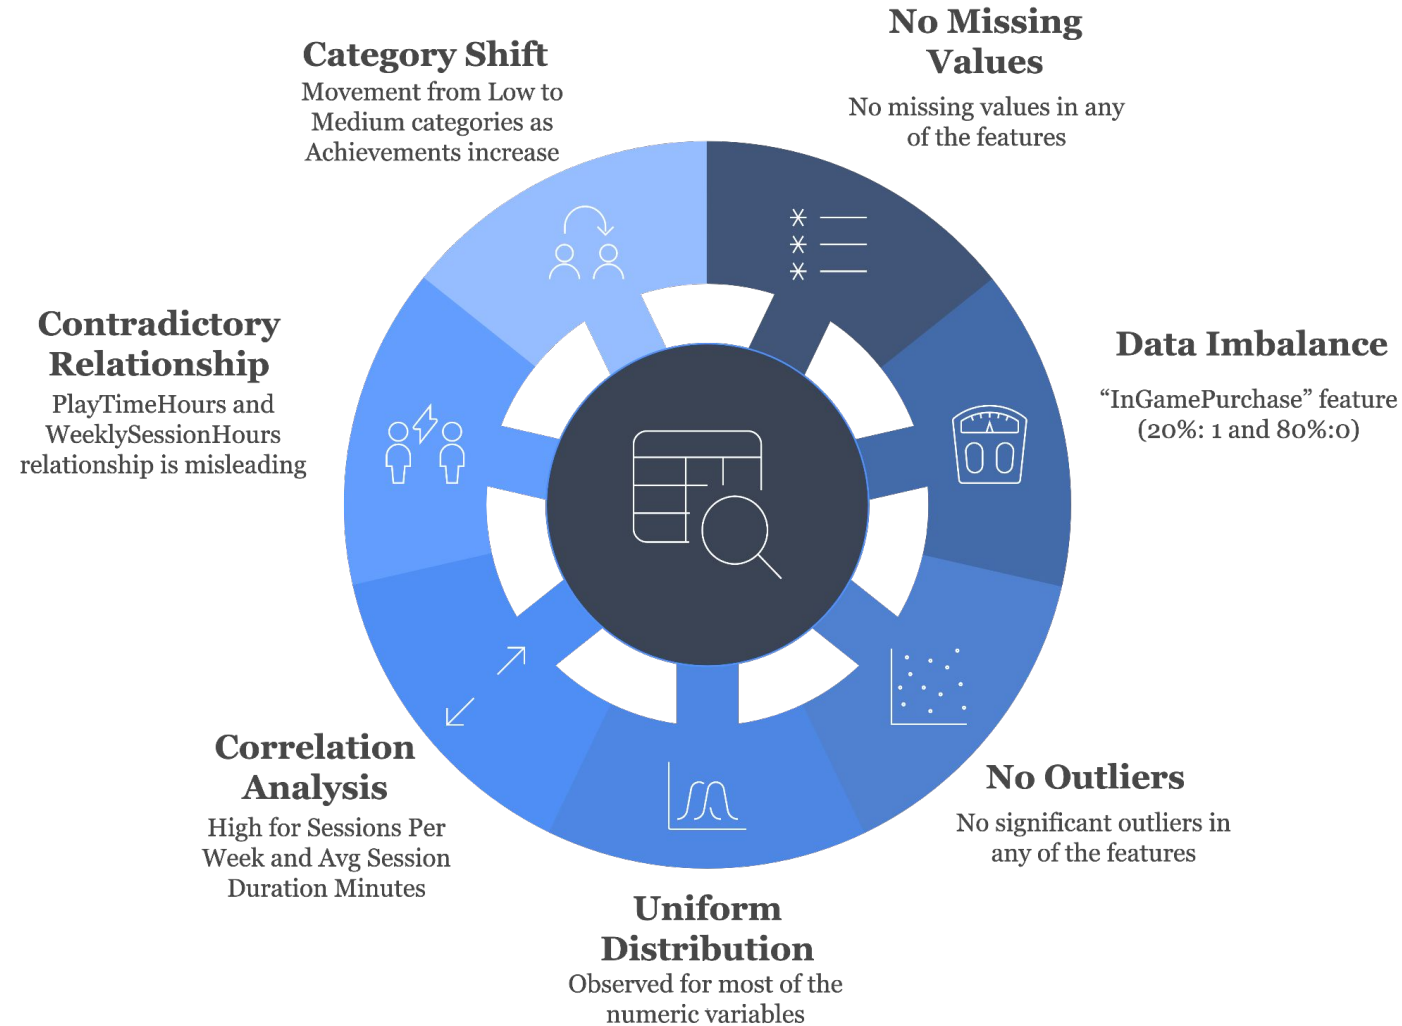 No Missing
Values
No missing values in any
of the features
Data Imbalance
“InGamePurchase” feature
(20%: 1 and 80%:0)
No Outliers
No significant outliers in
any of the features
Uniform
Distribution
Observed for most of the
numeric variables
Correlation
Analysis
High for Sessions Per
Week and Avg Session
Duration Minutes
Contradictory
Relationship
PlayTimeHours and
WeeklySessionHours
relationship is misleading
Category Shift
Movement from Low to
Medium categories as
Achievements increase